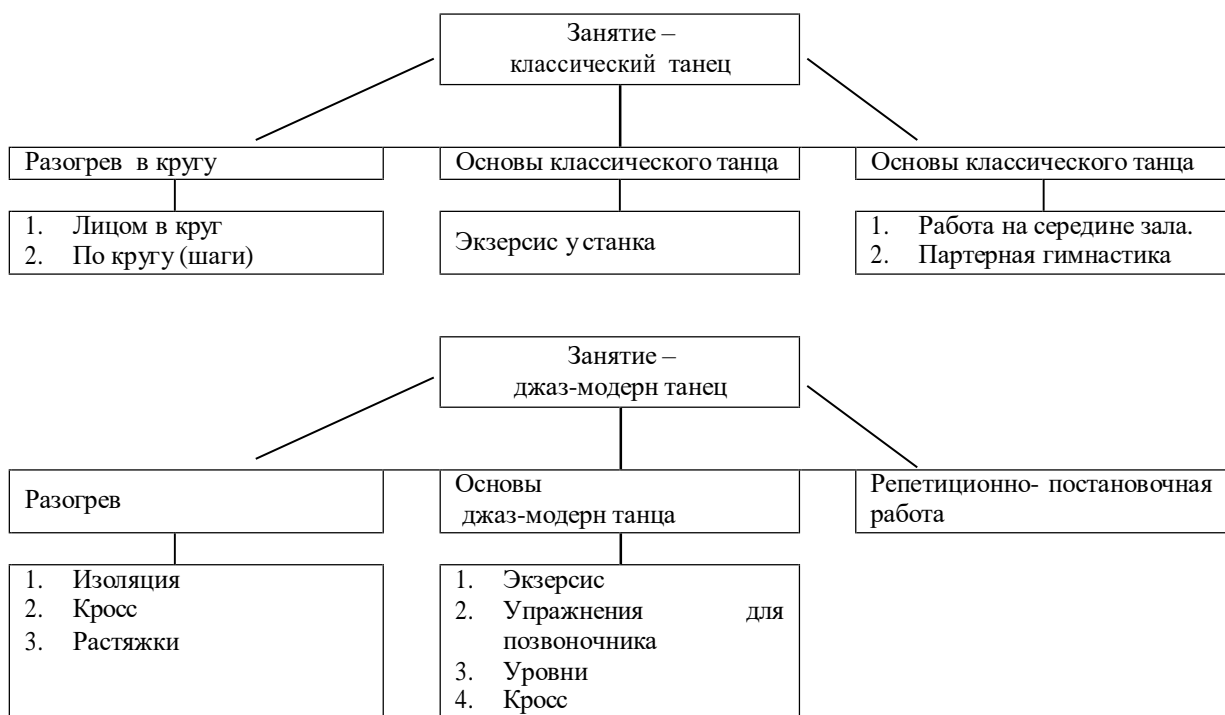 Занятие –
классический танец
Разогрев в кругу
Основы классического танца
Основы классического танца
1. Лицом в круг
2. По кругу (шаги)
Экзерсис у станка
1. Работа на середине зала.
2. Партерная гимнастика
Занятие –
джаз-модерн танец
Разогрев
Основы
джаз-модерн танца
Репетиционно- постановочная
работа
1. Изоляция
2. Кросс
3. Растяжки
1. Экзерсис
2. Упражнения для
позвоночника
3. Уровни
4. Кросс